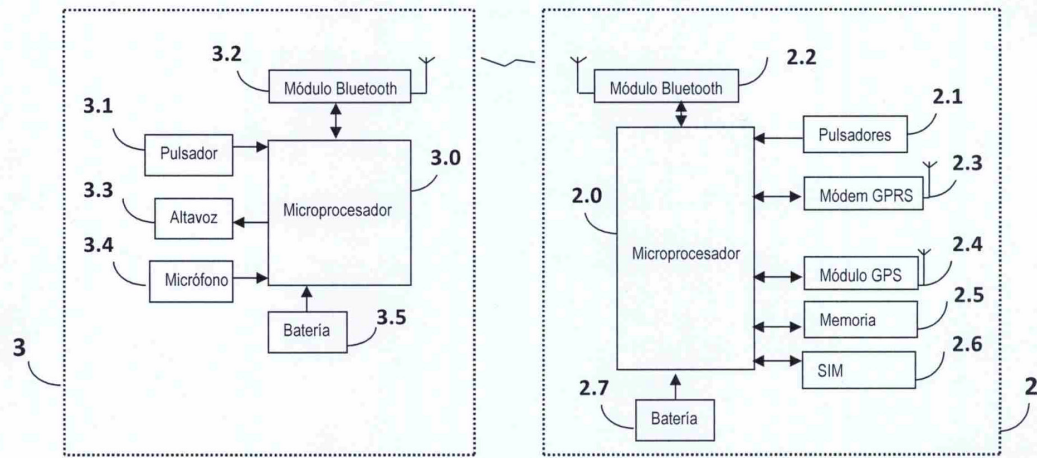 3.2
Módulo Bluetooth
3.1
Pulsador
3.0
3.3
Altavoz
Microprocesador
3.4
Micrófono
Batería
3.5
3
2.2
Módulo Bluetooth
2.1
Pulsadores
2.3
Módem GPRS
2.0
Microprocesador
2.4
Módulo GPS
2.5
Memoria
2.6
SIM
2.7
Batería
2